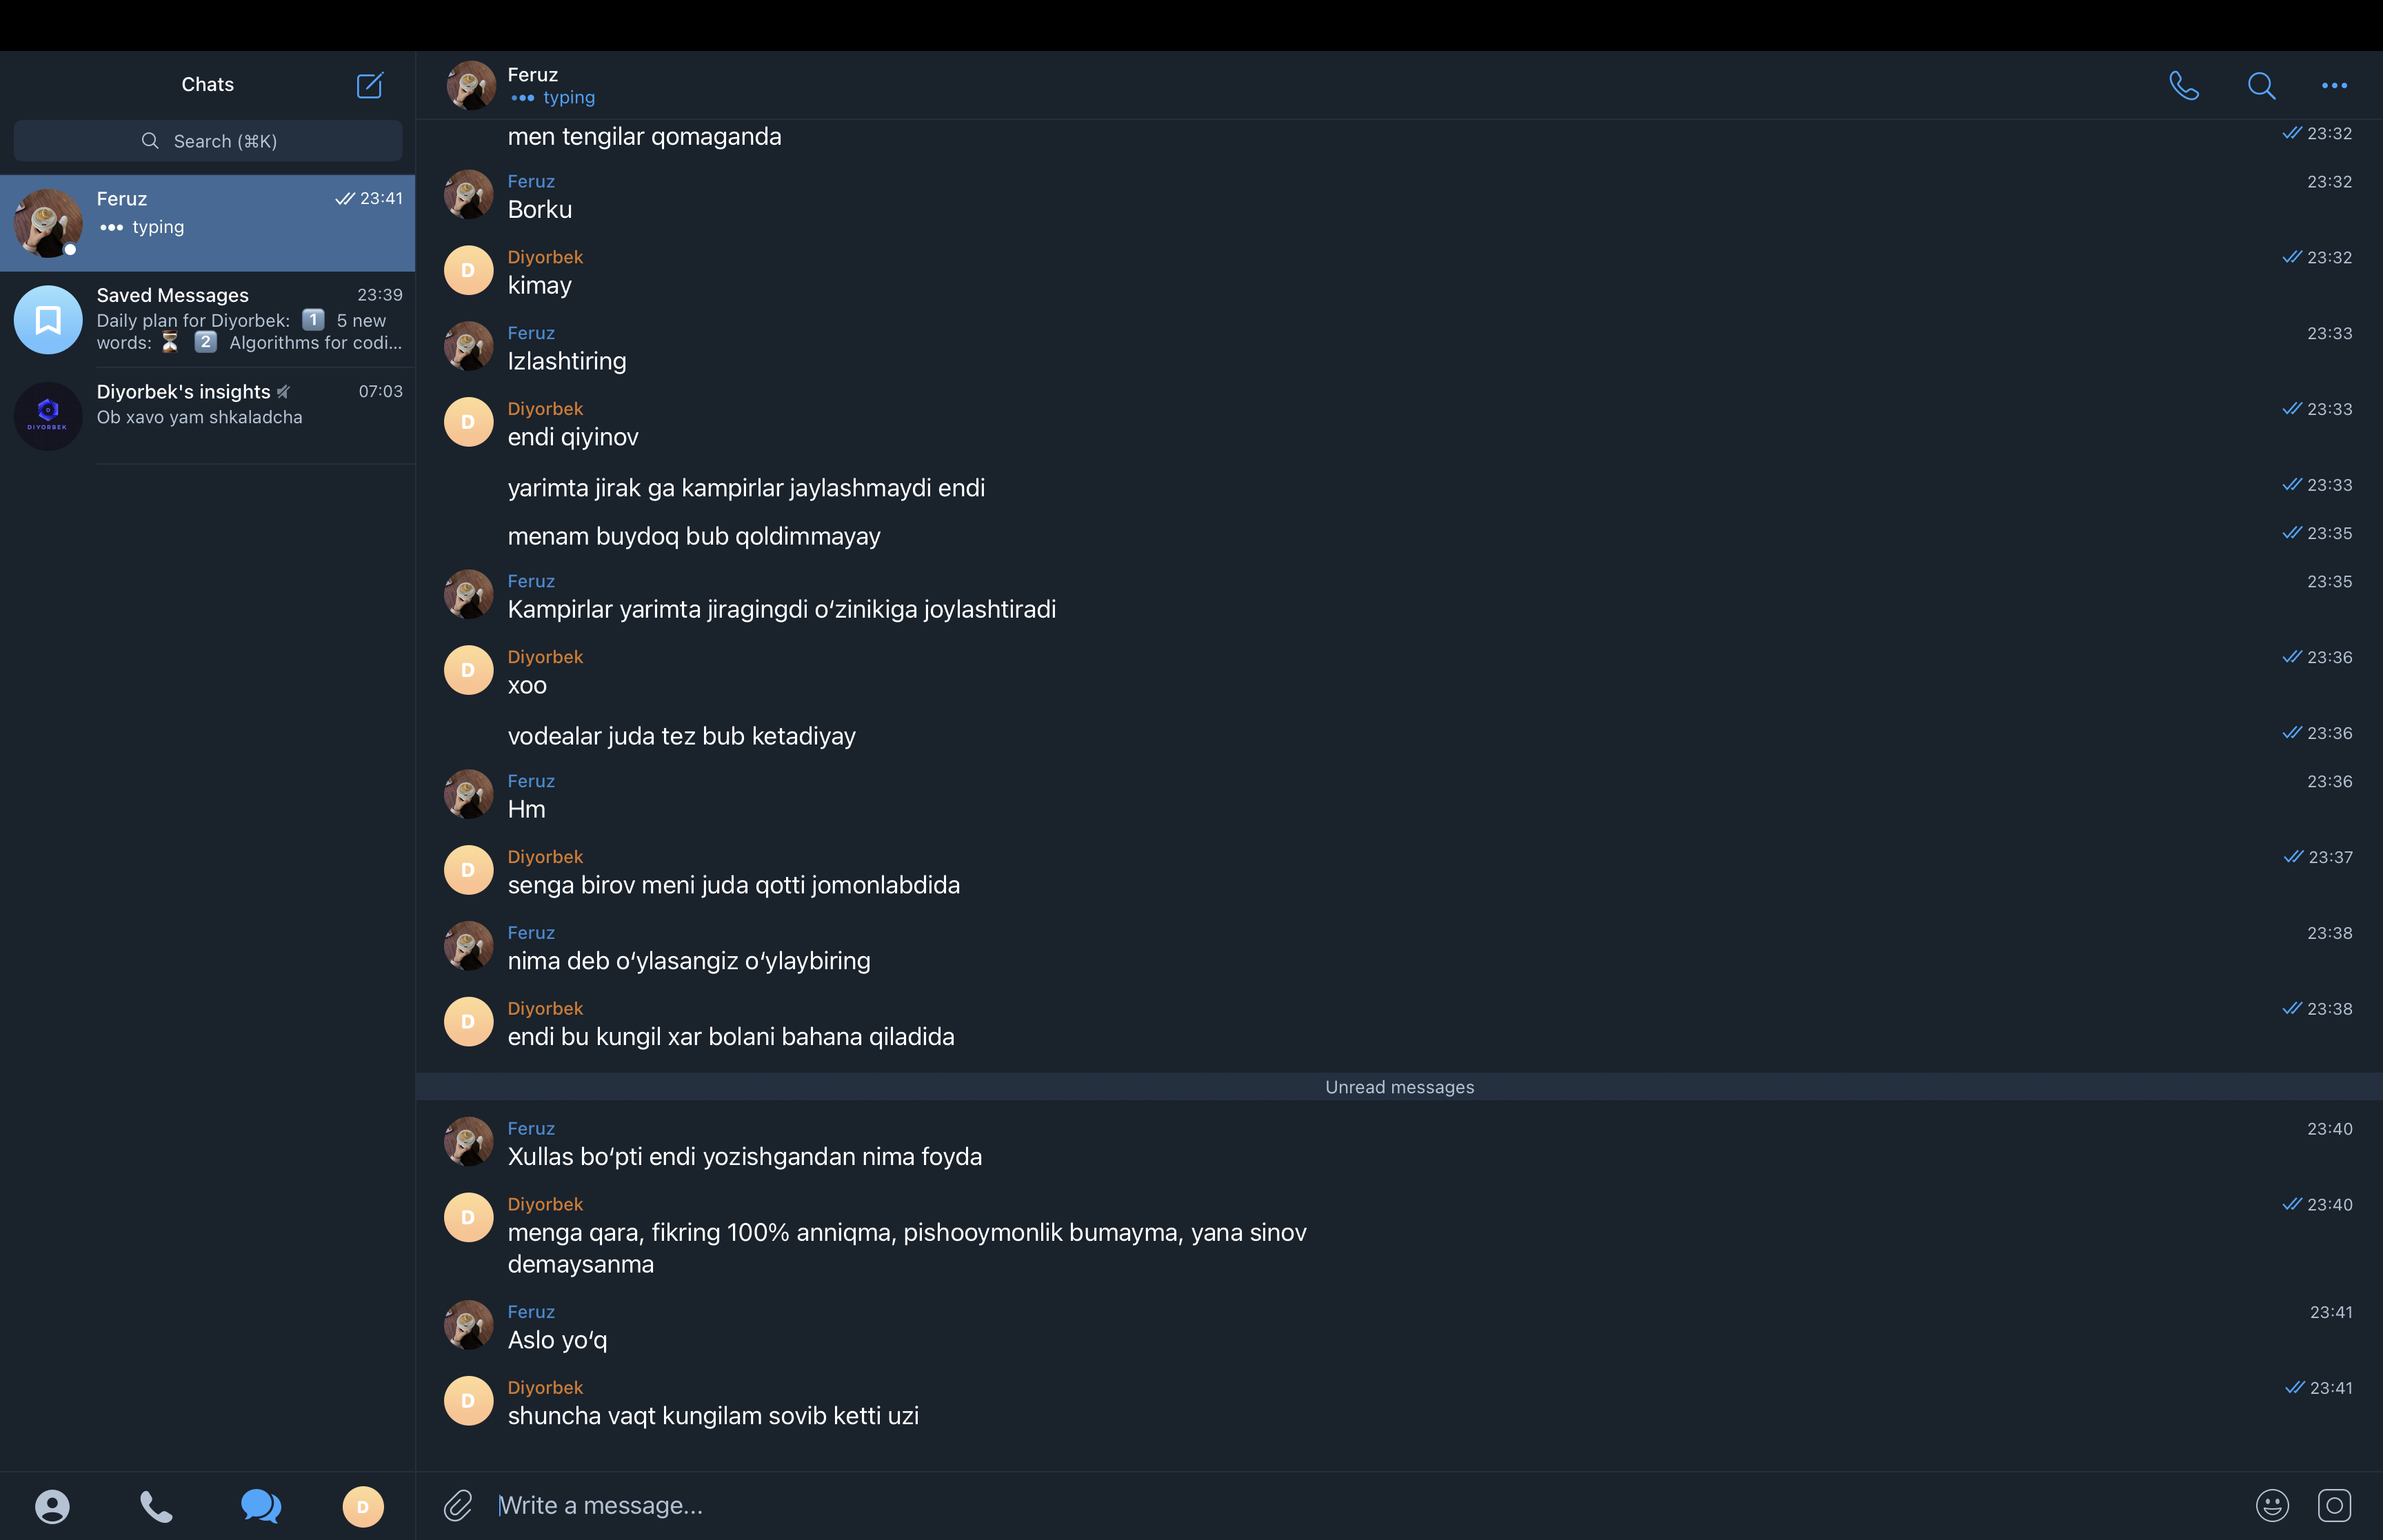 Chats
Search (⌘K)
Feruz
23:41
••• typing
Saved Messages
23:39
Daily plan for Diyorbek: 1️⃣ 5 new
words: ⏳ 2️⃣ Algorithms for codi...
Diyorbek's insights
07:03
Ob xavo yam shkaladcha
DIYORBEK
Feruz
••• typing
men tengilar qomaganda
23:32
Feruz
23:32
Borku
D
Diyorbek
23:32
kimay
Feruz
23:33
Izlashtiring
D
Diyorbek
23:33
endi qiyinov
yarimta jirak ga kampirlar jaylashmaydi endi
23:33
menam buydoq bub qoldimmayay
23:35
Feruz
23:35
Kampirlar yarimta jiragingdi oʻzinikiga joylashtiradi
D
Diyorbek
23:36
xoo
vodealar juda tez bub ketadiyay
23:36
Feruz
23:36
Hm
D
Diyorbek
23:37
senga birov meni juda qotti jomonlabdida
Feruz
23:38
nima deb oʻylasangiz oʻylaybiring
D
Diyorbek
23:38
endi bu kungil xar bolani bahana qiladida
Unread messages
Feruz
23:40
Xullas boʻpti endi yozishgandan nima foyda
D
Diyorbek
23:40
menga qara, fikring 100% anniqma, pishooymonlik bumayma, yana sinov
demaysanma
Feruz
23:41
Aslo yoʻq
D
Diyorbek
23:41
shuncha vaqt kungilam sovib ketti uzi
D
Write a message...